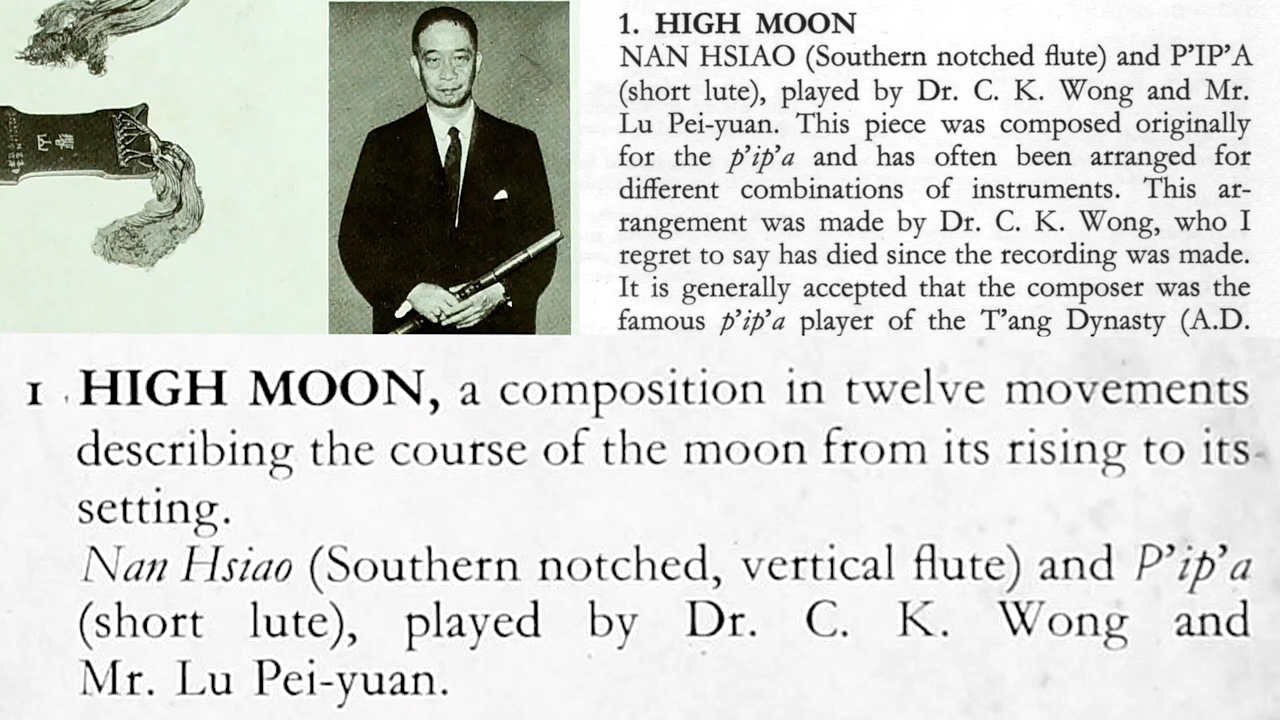 1. HIGH MOON
NAN HSIAO (Southern notched flute) and P’IP’A
(short lute), played by Dr. C. K. Wong and Mr.
Lu Pei-yuan. This piece was composed originally
for the p’ip’a and has often been arranged for
different combinations of instruments. This ar-
rangement was made by Dr. C. K. Wong, who I
regret to say has died since the recording was made.
It is generally accepted that the composer was the
famous p’ip’a player of the T’ang Dynasty (A.D.
1 HIGH MOON, a composition in twelve movements
describing the course of the moon from its rising to its
setting.
Nan Hsiao (Southern notched, vertical flute) and P’ip’a
(short lute), played by Dr. C. K. Wong and
Mr. Lu Pei-yuan.